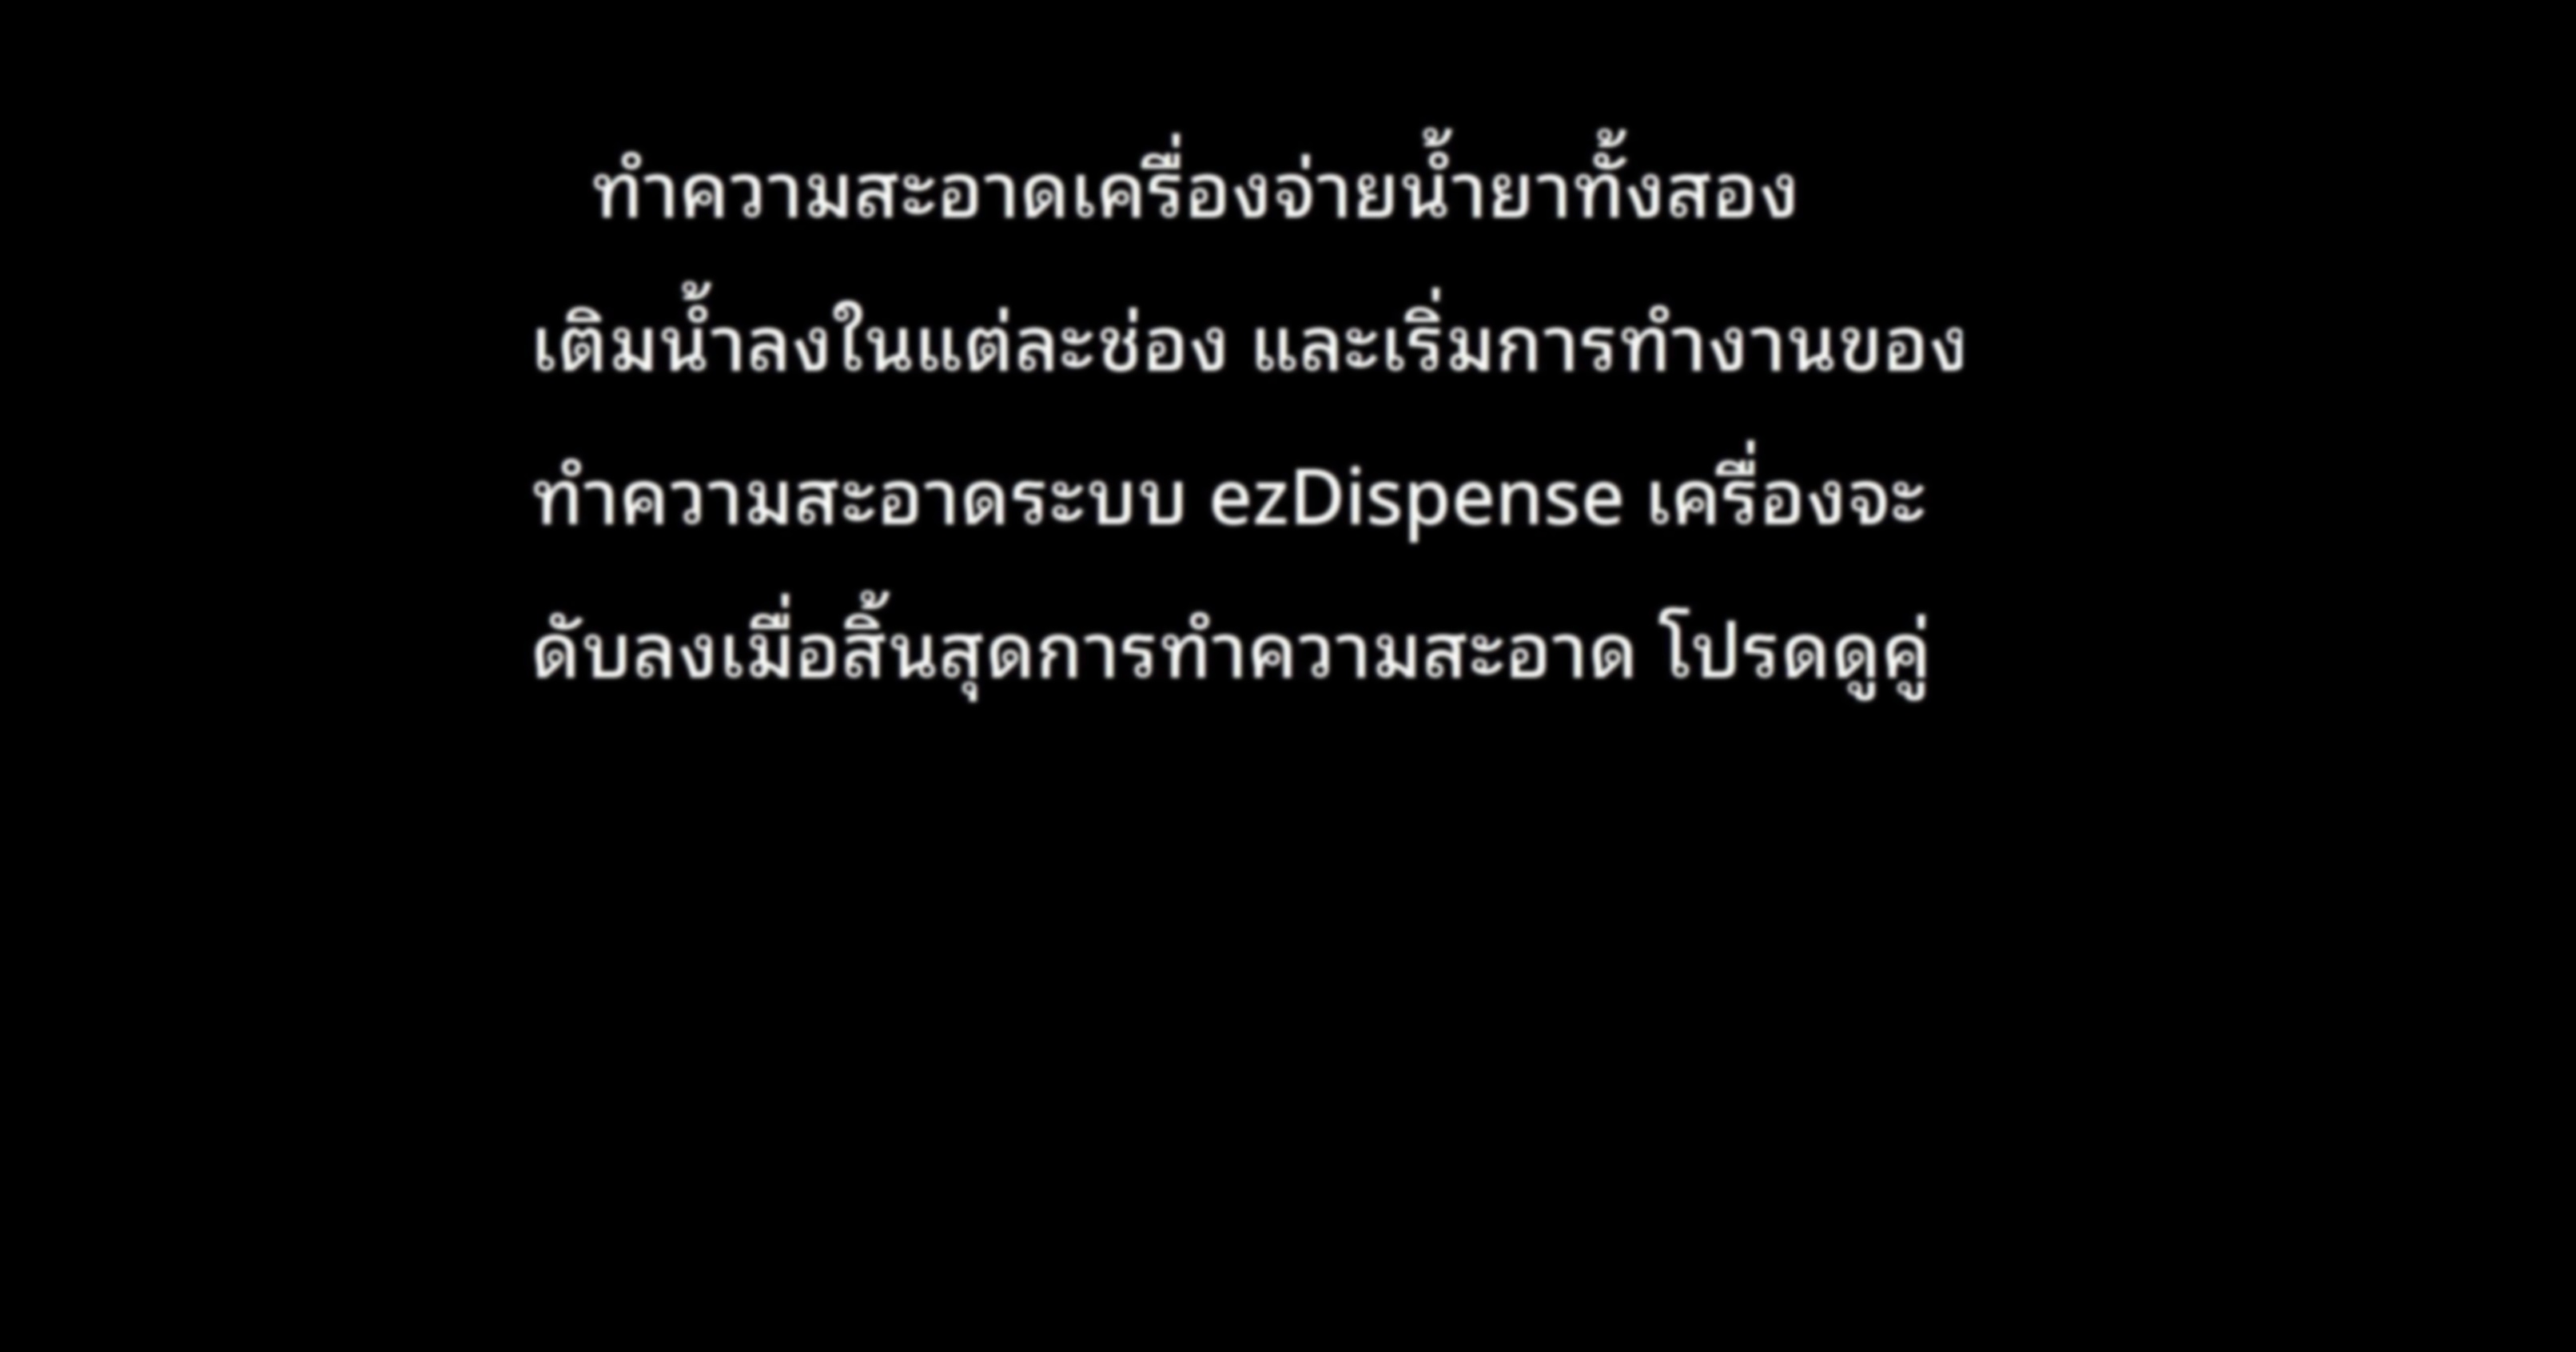 ทำความสะอาดเครื่องจ่ายน้ำยาทั้งสอง
เติมน้ำลงในแต่ละช่อง และเริ่มการทำงานของ
ทำความสะอาดระบบ ezDispense เครื่องจะ
ดับลงเมื่อสิ้นสุดการทำความสะอาด โปรดดูคู่